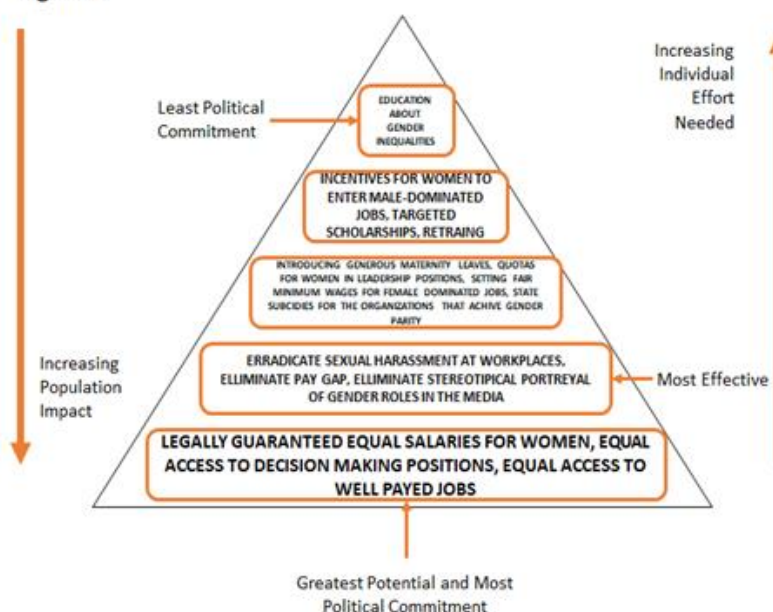 Increasing
Individual
Effort
Needed
Least Political
Commitment
EDUCATION
ABOUT
GENDER
INEQUALITIES
INCENTIVES FOR WOMEN TO
ENTER MALE-DOMINATED
JOBS, TARGETED
SCHOLARSHIPS, RETRAING
INTRODUCING GENEROUS MATERNITY LEAVES, QUOTAS
FOR WOMEN IN LEADERSHIP POSITIONS, SETTING FAIR
MINIMUM WAGES FOR FEMALE DOMINATED JOBS, STATE
SUBCIDIES FOR THE ORGANIZATIONS THAT ACHIVE GENDER
PARITY
Increasing
Population
Impact
ERRADICATE SEXUAL HARASSMENT AT WORKPLACES,
ELLIMINATE PAY GAP, ELLIMINATE STEREOTIPICAL PORTREYAL
OF GENDER ROLES IN THE MEDIA
Most Effective
LEGALLY GUARANTEED EQUAL SALARIES FOR WOMEN, EQUAL
ACCESS TO DECISION MAKING POSITIONS, EQUAL ACCESS TO
WELL PAYED JOBS
Greatest Potential and Most
Political Commitment